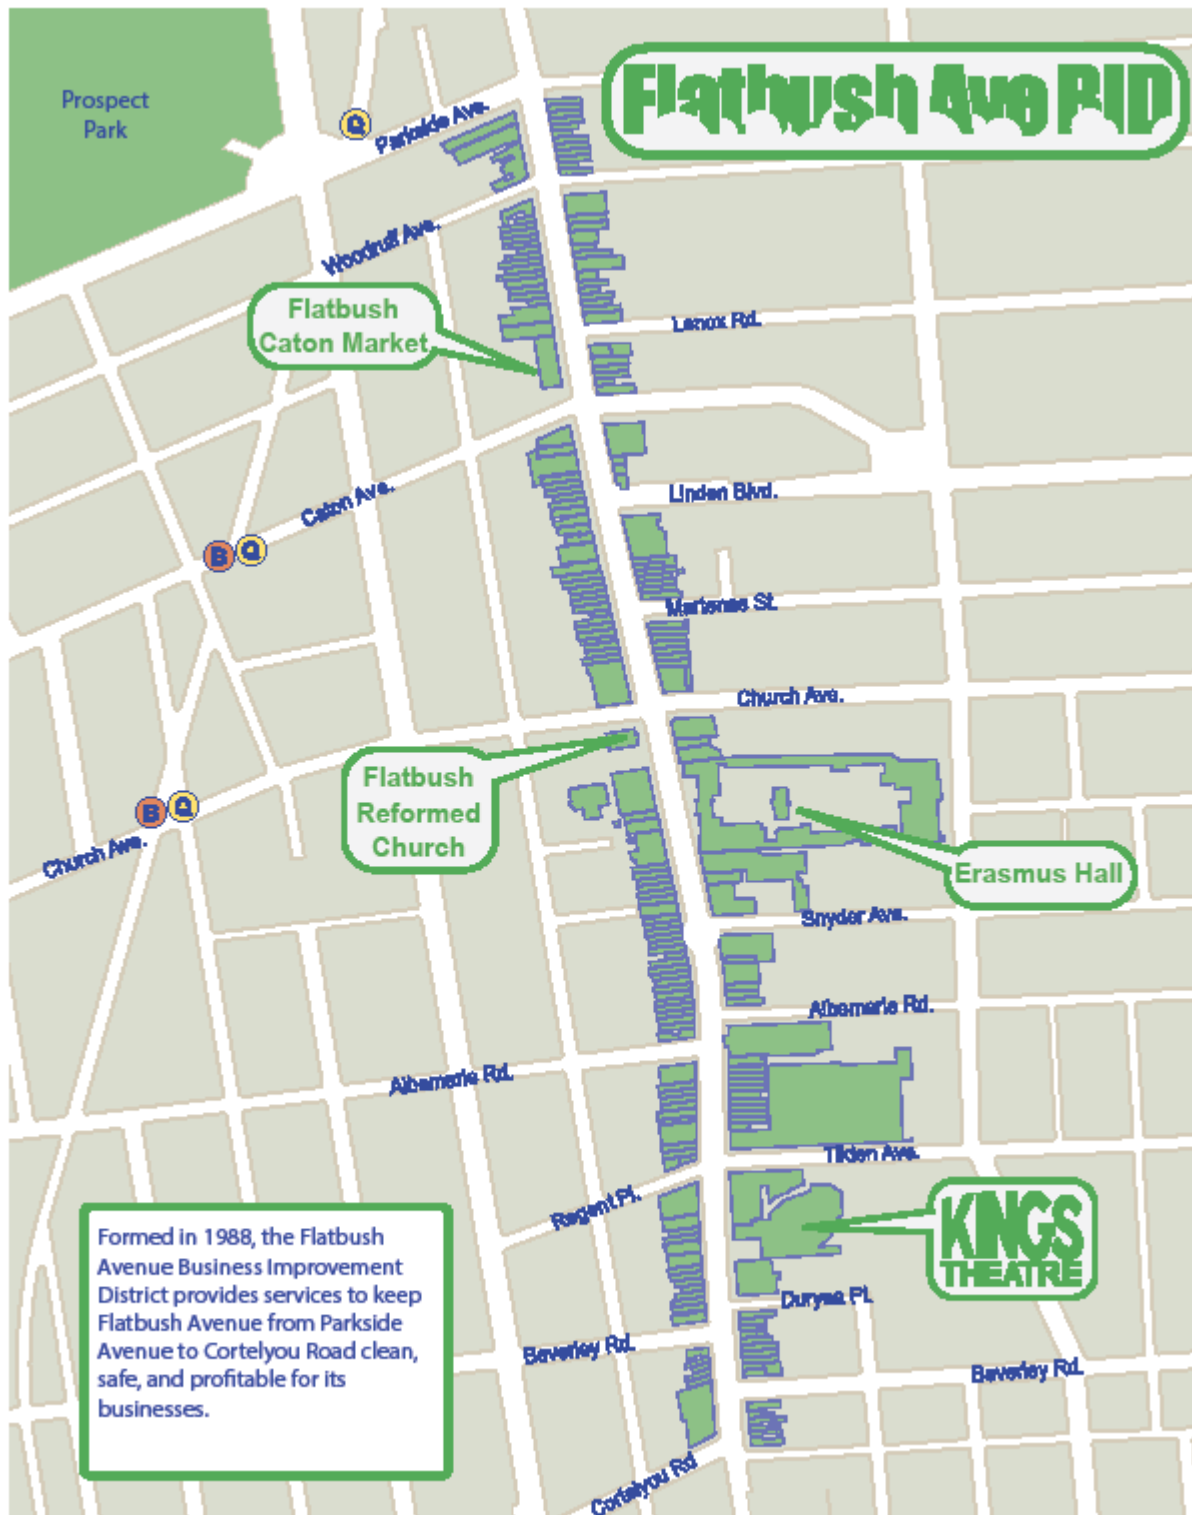 Flatbush Ave BID
Prospect
Park
Q
Parkside Ave.
Woodruff Ave.
Flatbush
Caton Market
Lenox Rd.
Caton Ave.
Linden Blvd.
B Q
Martense St.
Church Ave.
Flatbush
Reformed
Church
B Q
Church Ave.
Erasmus Hall
Snyder Ave.
Albemarle Rd.
Albemarle Rd.
Tilden Ave.
Regent Pl.
KINGS
THEATRE
Formed in 1988, the Flatbush
Avenue Business Improvement
District provides services to keep
Flatbush Avenue from Parkside
Avenue to Cortelyou Road clean,
safe, and profitable for its
businesses.
Duryea Pl.
Beverley Rd.
Beverley Rd.
Cortelyou Rd